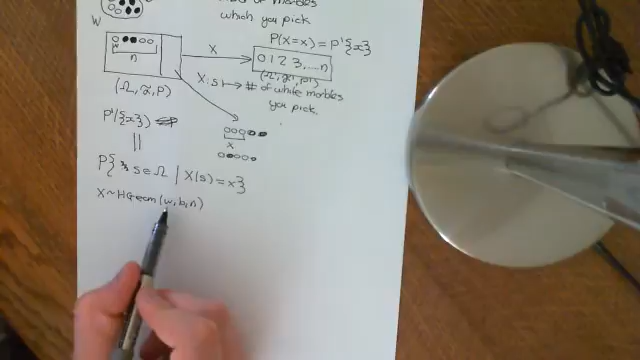 which you pick
W
P(X=x) = P'{x}
X
0 1 2 3, ..., n
n
X: s ↦ # of white marbles
you pick.
P'({x})
||
x
P{ s ∈ Ω | X(s) = x}
X ~ HGeom(w, b, n)